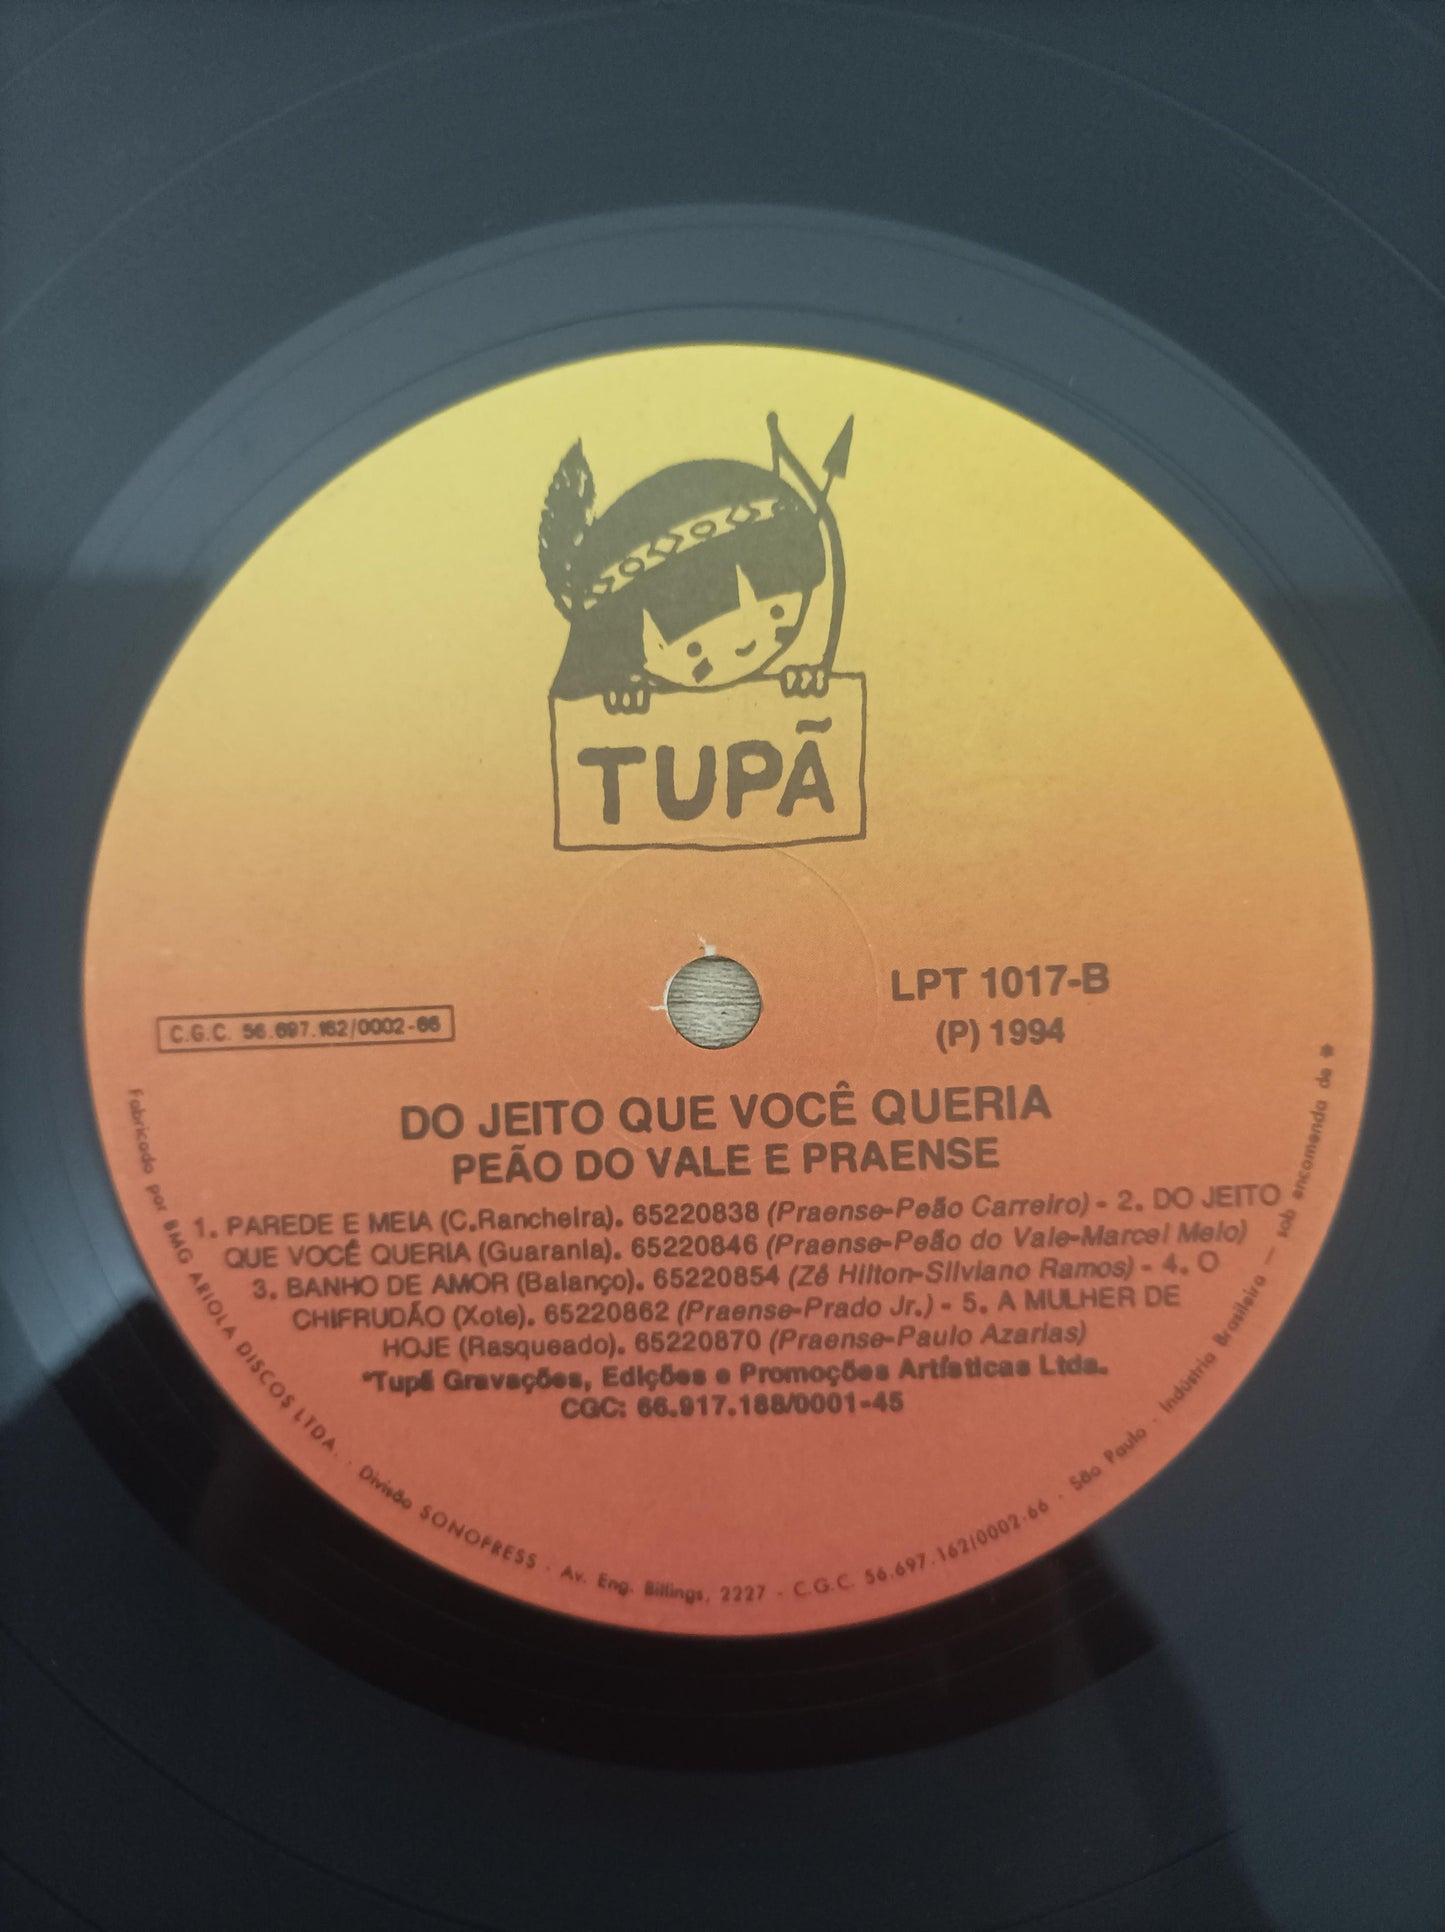 TUPÃ
LPT 1017-B
(P) 1994
C.G.C. 56.697.162/0002-66
DO JEITO QUE VOCÊ QUERIA
PEÃO DO VALE E PRAENSE
1. PAREDE E MEIA (C.Rancheira). 65220838 (Praense-Peão Carreiro) - 2. DO JEITO
QUE VOCÊ QUERIA (Guarania). 65220846 (Praense-Peão do Vale-Marcel Melo)
3. BANHO DE AMOR (Balanço). 65220854 (Zé Hilton-Silviano Ramos) - 4. O
CHIFRUDÃO (Xote). 65220862 (Praense-Prado Jr.) - 5. A MULHER DE
HOJE (Rasqueado). 65220870 (Praense-Paulo Azarias)
*Tupã Gravações, Edições e Promoções Artísticas Ltda.
CGC: 66.917.188/0001-45
Fabricado por BMG ARIOLA DISCOS LTDA. . Divisão SONOPRESS . Av. Eng. Billings, 2227 - C.G.C. 56.697.162/0002-66 . São Paulo . Indústria Brasileira — sob encomenda de *